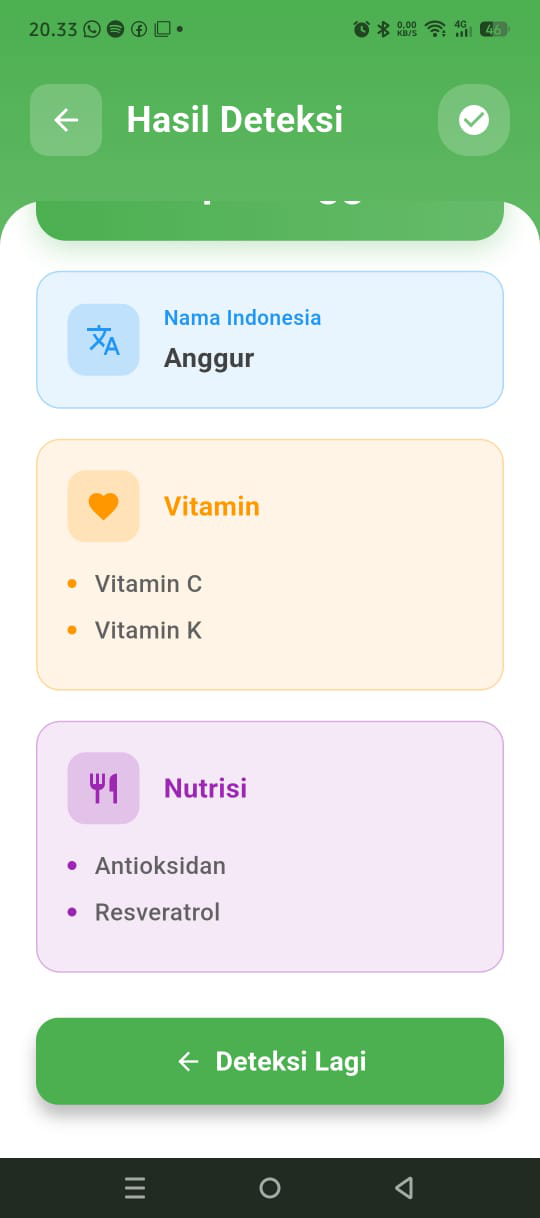 20.33
0,00
KB/S
4G
46
Hasil Deteksi
Nama Indonesia
Anggur
Vitamin
Vitamin C
Vitamin K
Nutrisi
Antioksidan
Resveratrol
Deteksi Lagi